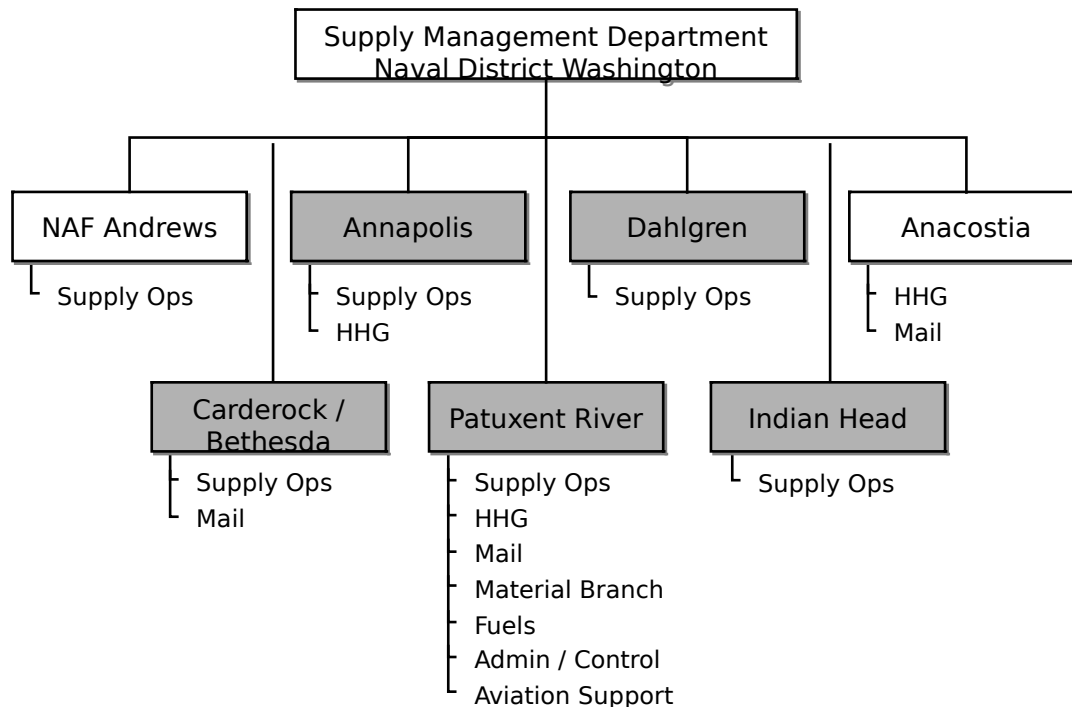 Supply Management Department
Naval District Washington
NAF Andrews
Supply Ops
Annapolis
Supply Ops
HHG
Dahlgren
Supply Ops
Anacostia
HHG
Mail
Carderock /
Bethesda
Supply Ops
Mail
Patuxent River
Supply Ops
HHG
Mail
Material Branch
Fuels
Admin / Control
Aviation Support
Indian Head
Supply Ops